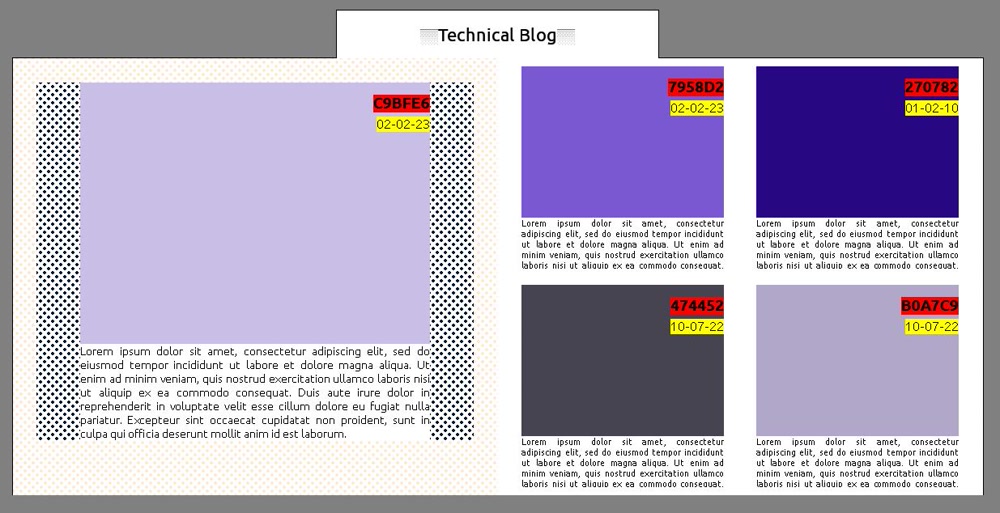 Technical Blog
C9BFE6
02-02-23
Lorem ipsum dolor sit amet, consectetur adipiscing elit, sed do
eiusmod tempor incididunt ut labore et dolore magna aliqua. Ut
enim ad minim veniam, quis nostrud exercitation ullamco laboris nisi
ut aliquip ex ea commodo consequat. Duis aute irure dolor in
reprehenderit in voluptate velit esse cillum dolore eu fugiat nulla
pariatur. Excepteur sint occaecat cupidatat non proident, sunt in
culpa qui officia deserunt mollit anim id est laborum.
7958D2
02-02-23
Lorem ipsum dolor sit amet, consectetur
adipiscing elit, sed do eiusmod tempor incididunt
ut labore et dolore magna aliqua. Ut enim ad
minim veniam, quis nostrud exercitation ullamco
laboris nisi ut aliquip ex ea commodo consequat.
270782
01-02-10
Lorem ipsum dolor sit amet, consectetur
adipiscing elit, sed do eiusmod tempor incididunt
ut labore et dolore magna aliqua. Ut enim ad
minim veniam, quis nostrud exercitation ullamco
laboris nisi ut aliquip ex ea commodo consequat.
474452
10-07-22
Lorem ipsum dolor sit amet, consectetur
adipiscing elit, sed do eiusmod tempor incididunt
ut labore et dolore magna aliqua. Ut enim ad
minim veniam, quis nostrud exercitation ullamco
laboris nisi ut aliquip ex ea commodo consequat.
B0A7C9
10-07-22
Lorem ipsum dolor sit amet, consectetur
adipiscing elit, sed do eiusmod tempor incididunt
ut labore et dolore magna aliqua. Ut enim ad
minim veniam, quis nostrud exercitation ullamco
laboris nisi ut aliquip ex ea commodo consequat.